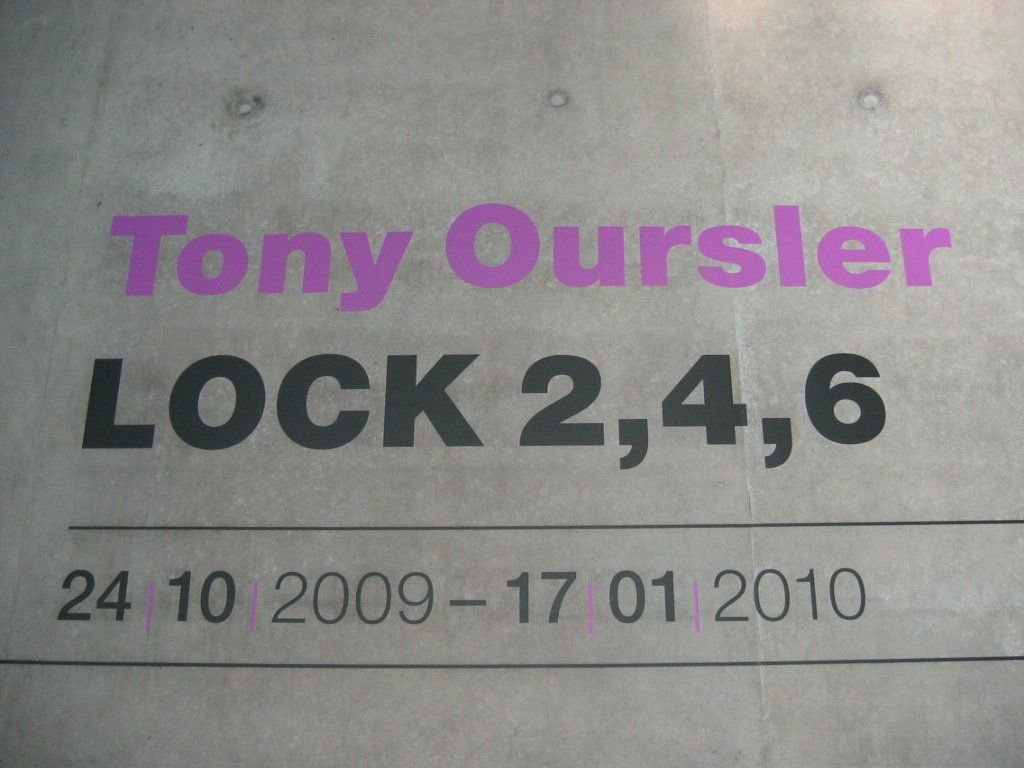 Tony Oursler
LOCK 2,4,6
24|10|2009 – 17|01|2010